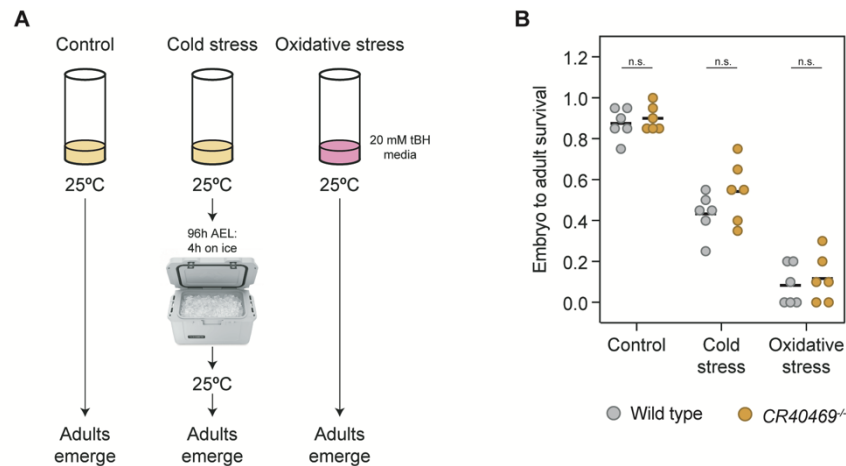 A
Control
Cold stress
Oxidative stress
20 mM tBH
media
25ºC
25ºC
25ºC
96h AEL:
4h on ice
25ºC
Adults
emerge
Adults
emerge
Adults
emerge
B
Embryo to adult survival
1.2
1.0
0.8
0.6
0.4
0.2
0.0
n.s.
n.s.
n.s.
Control
Cold
stress
Oxidative
stress
Wild type
CR40469-/-